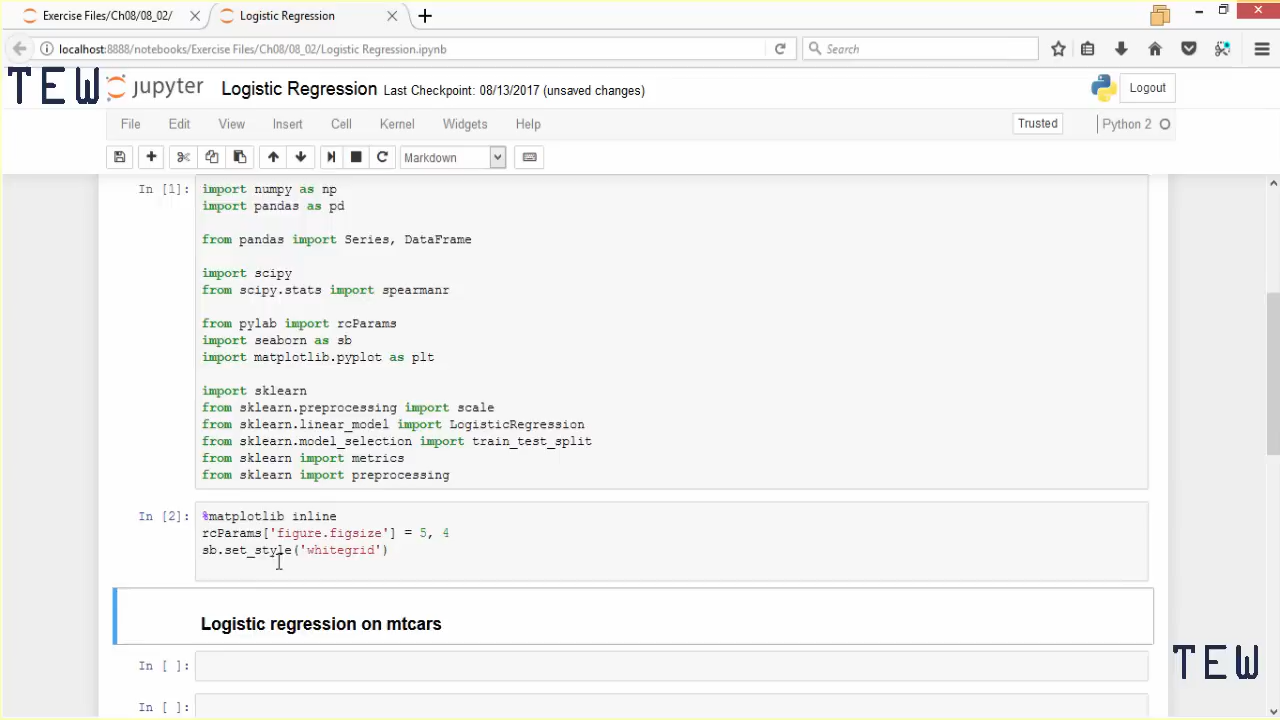 Exercise Files/Ch08/08_02/
Logistic Regression
localhost:8888/notebooks/Exercise Files/Ch08/08_02/Logistic Regression.ipynb
Search
TEW
jupyter
Logistic Regression Last Checkpoint: 08/13/2017 (unsaved changes)
Logout
File Edit View Insert Cell Kernel Widgets Help
Trusted
Python 2
Markdown
In [1]:
import numpy as np
import pandas as pd
from pandas import Series, DataFrame
import scipy
from scipy.stats import spearmanr
from pylab import rcParams
import seaborn as sb
import matplotlib.pyplot as plt
import sklearn
from sklearn.preprocessing import scale
from sklearn.linear_model import LogisticRegression
from sklearn.model_selection import train_test_split
from sklearn import metrics
from sklearn import preprocessing
In [2]:
%matplotlib inline
rcParams['figure.figsize'] = 5, 4
sb.set_style('whitegrid')
Logistic regression on mtcars
In [ ]:
TEW
In [ ]: